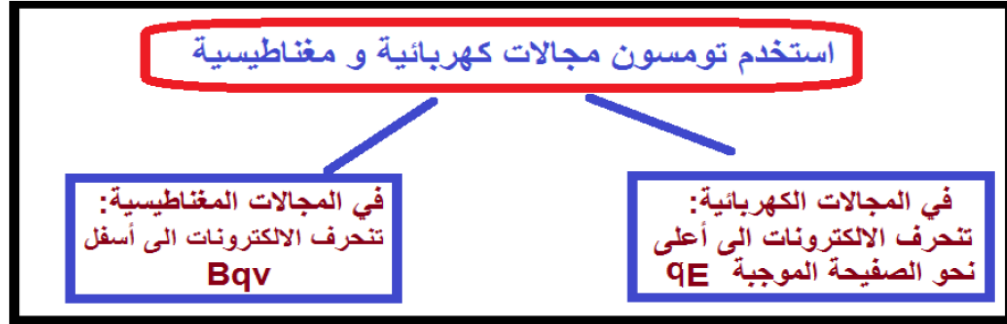 استخدم تومسون مجالات كهربائية و مغناطيسية
في المجالات الكهربائية:
تنحرف الالكترونات الى أعلى
نحو الصفيحة الموجبة qE
في المجالات المغناطيسية:
تنحرف الالكترونات الى أسفل
Bqv